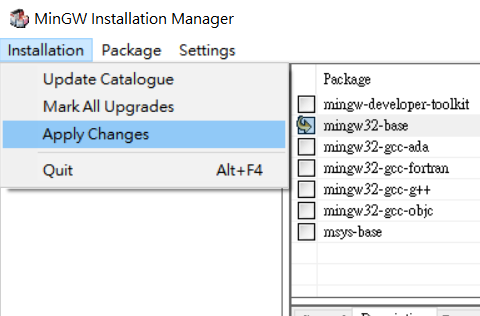 MinGW Installation Manager
Installation Package Settings
Update Catalogue
Mark All Upgrades
Apply Changes
Quit Alt+F4
Package
mingw-developer-toolkit
mingw32-base
mingw32-gcc-ada
mingw32-gcc-fortran
mingw32-gcc-g++
mingw32-gcc-objc
msys-base